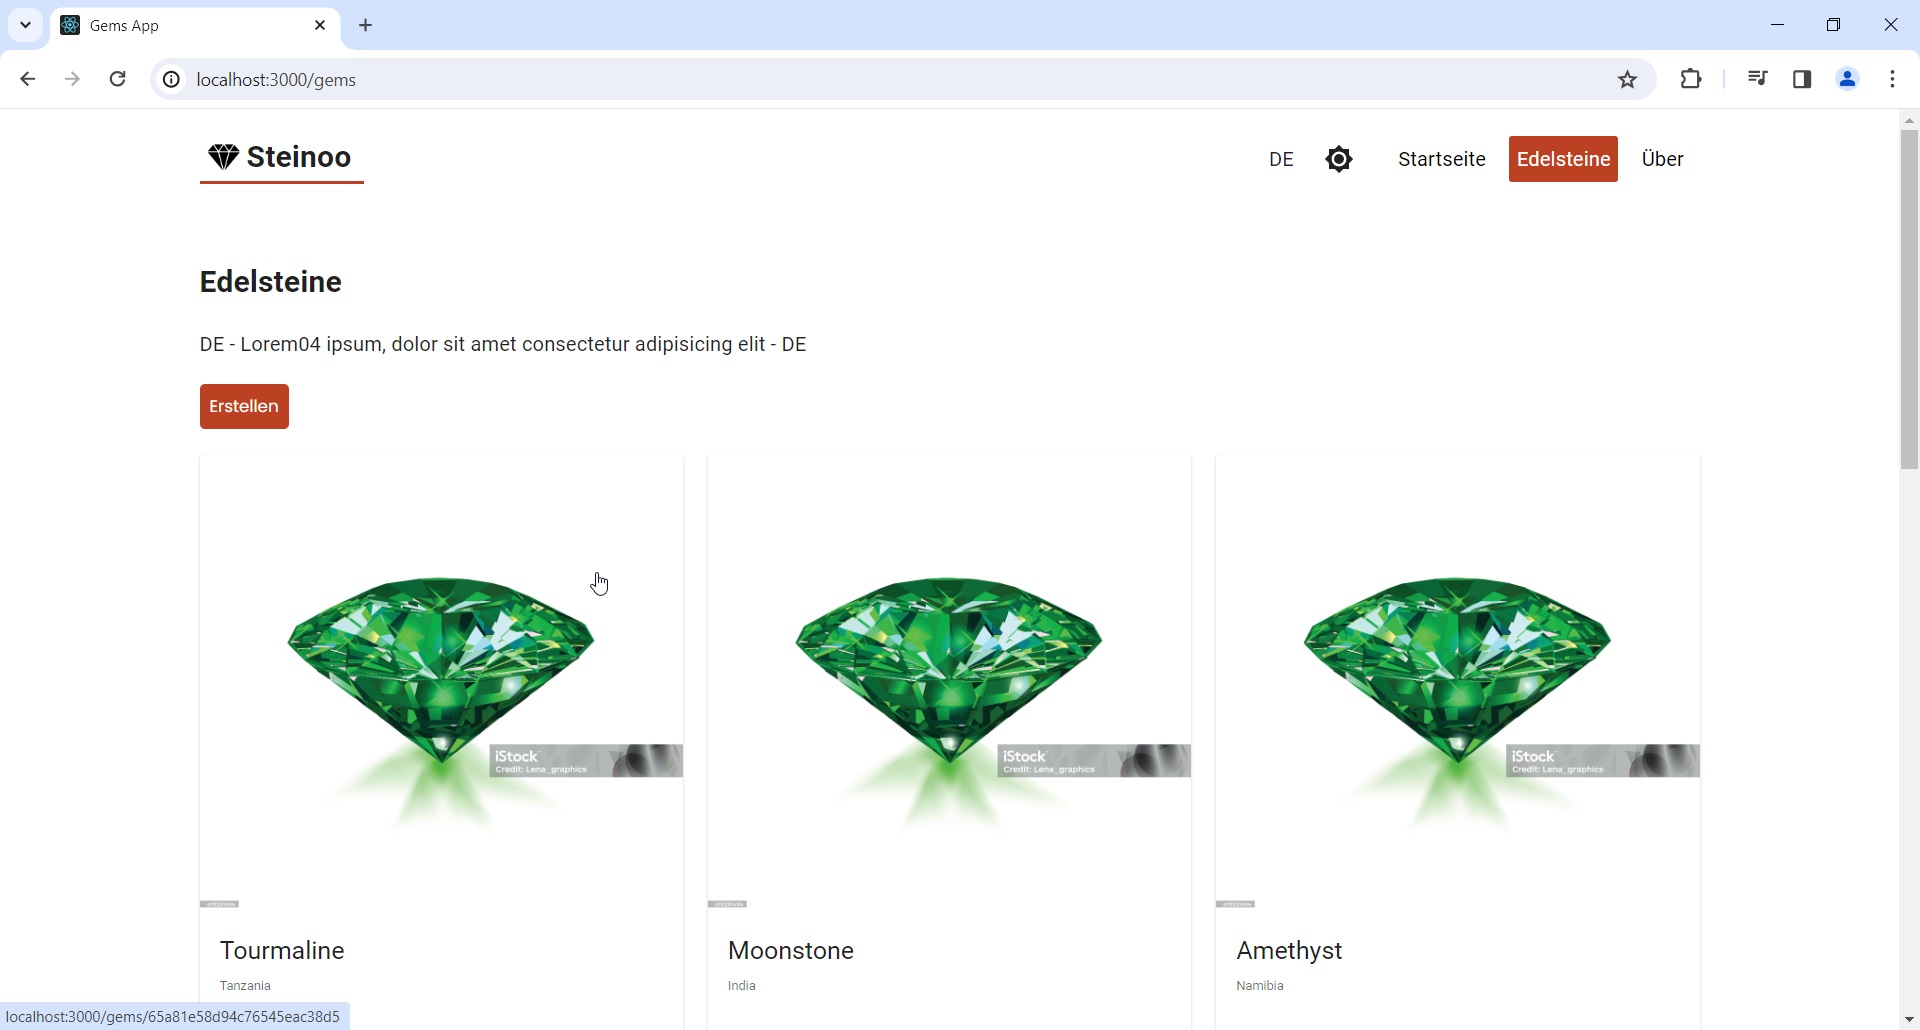 Gems App
localhost:3000/gems
Steinoo
DE Startseite Edelsteine Über
Edelsteine
DE - Lorem04 ipsum, dolor sit amet consectetur adipisicing elit - DE
Erstellen
iStock
Credit: Lena_graphics
iStock
Credit: Lena_graphics
iStock
Credit: Lena_graphics
Tourmaline
Tanzania
Moonstone
India
Amethyst
Namibia
localhost:3000/gems/65a81e58d94c76545eac38d5